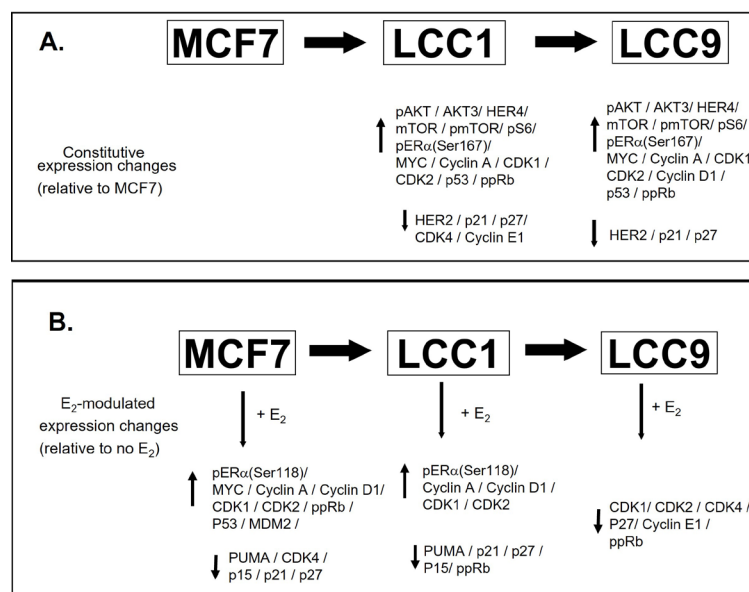 A.
MCF7
LCC1
LCC9
Constitutive
expression changes
(relative to MCF7)
pAKT / AKT3/ HER4/
mTOR / pmTOR/ pS6/
pERα(Ser167)/
MYC / Cyclin A / CDK1 /
CDK2 / p53 / ppRb
HER2 / p21 / p27/
CDK4 / Cyclin E1
pAKT / AKT3/ HER4/
mTOR / pmTOR/ pS6/
pERα(Ser167)/
MYC / Cyclin A / CDK1
CDK2 / Cyclin D1 /
p53 / ppRb
HER2 / p21 / p27
B.
MCF7
LCC1
LCC9
E₂-modulated
expression changes
(relative to no E₂)
+ E₂
+ E₂
+ E₂
pERα(Ser118)/
MYC / Cyclin A / Cyclin D1/
CDK1 / CDK2 / ppRb /
P53 / MDM2 /
PUMA / CDK4 /
p15 / p21 / p27
pERα(Ser118)/
Cyclin A / Cyclin D1 /
CDK1 / CDK2
PUMA / p21 / p27 /
P15/ ppRb
CDK1/ CDK2 / CDK4 /
P27/ Cyclin E1 /
ppRb